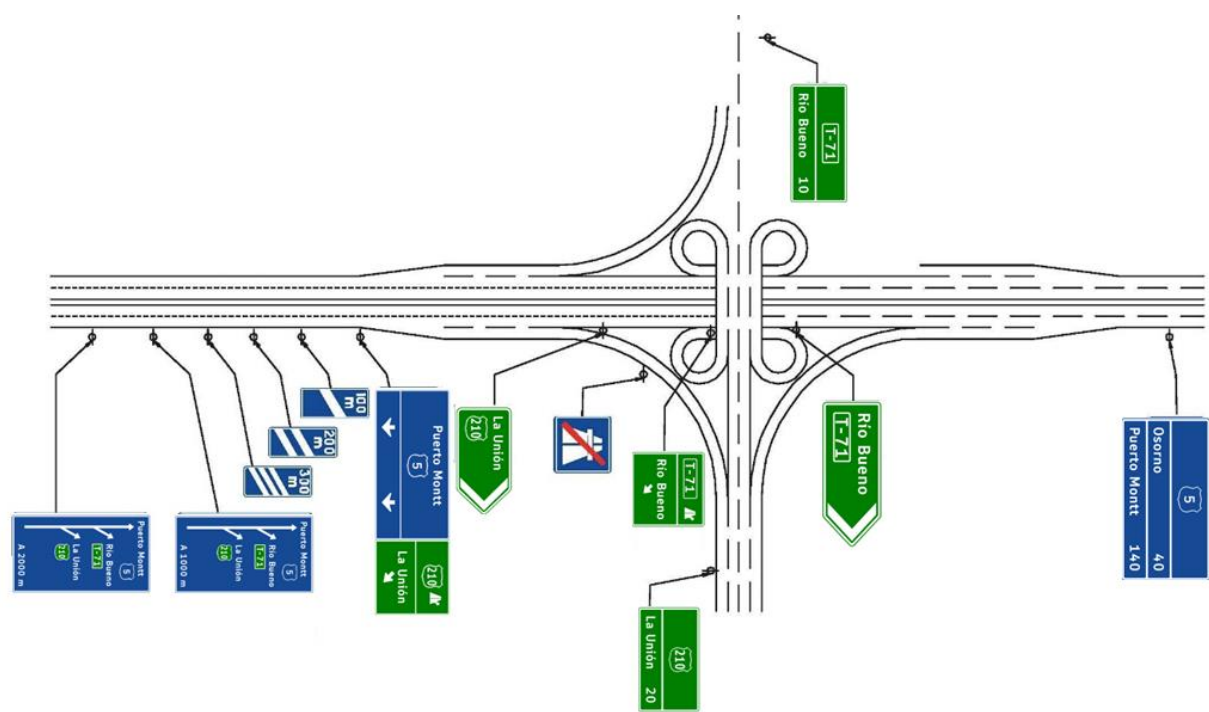 T-71
Río Bueno 10
100 m
200 m
300 m
Puerto Montt
5
Río Bueno
T-71
La Unión
210
A 2000 m
Puerto Montt
5
Río Bueno
T-71
La Unión
210
A 1000 m
Puerto Montt
5
210
La Unión
La Unión
210
T-71
Río Bueno
Río Bueno
T-71
5
Osorno 40
Puerto Montt 140
210
La Unión 20